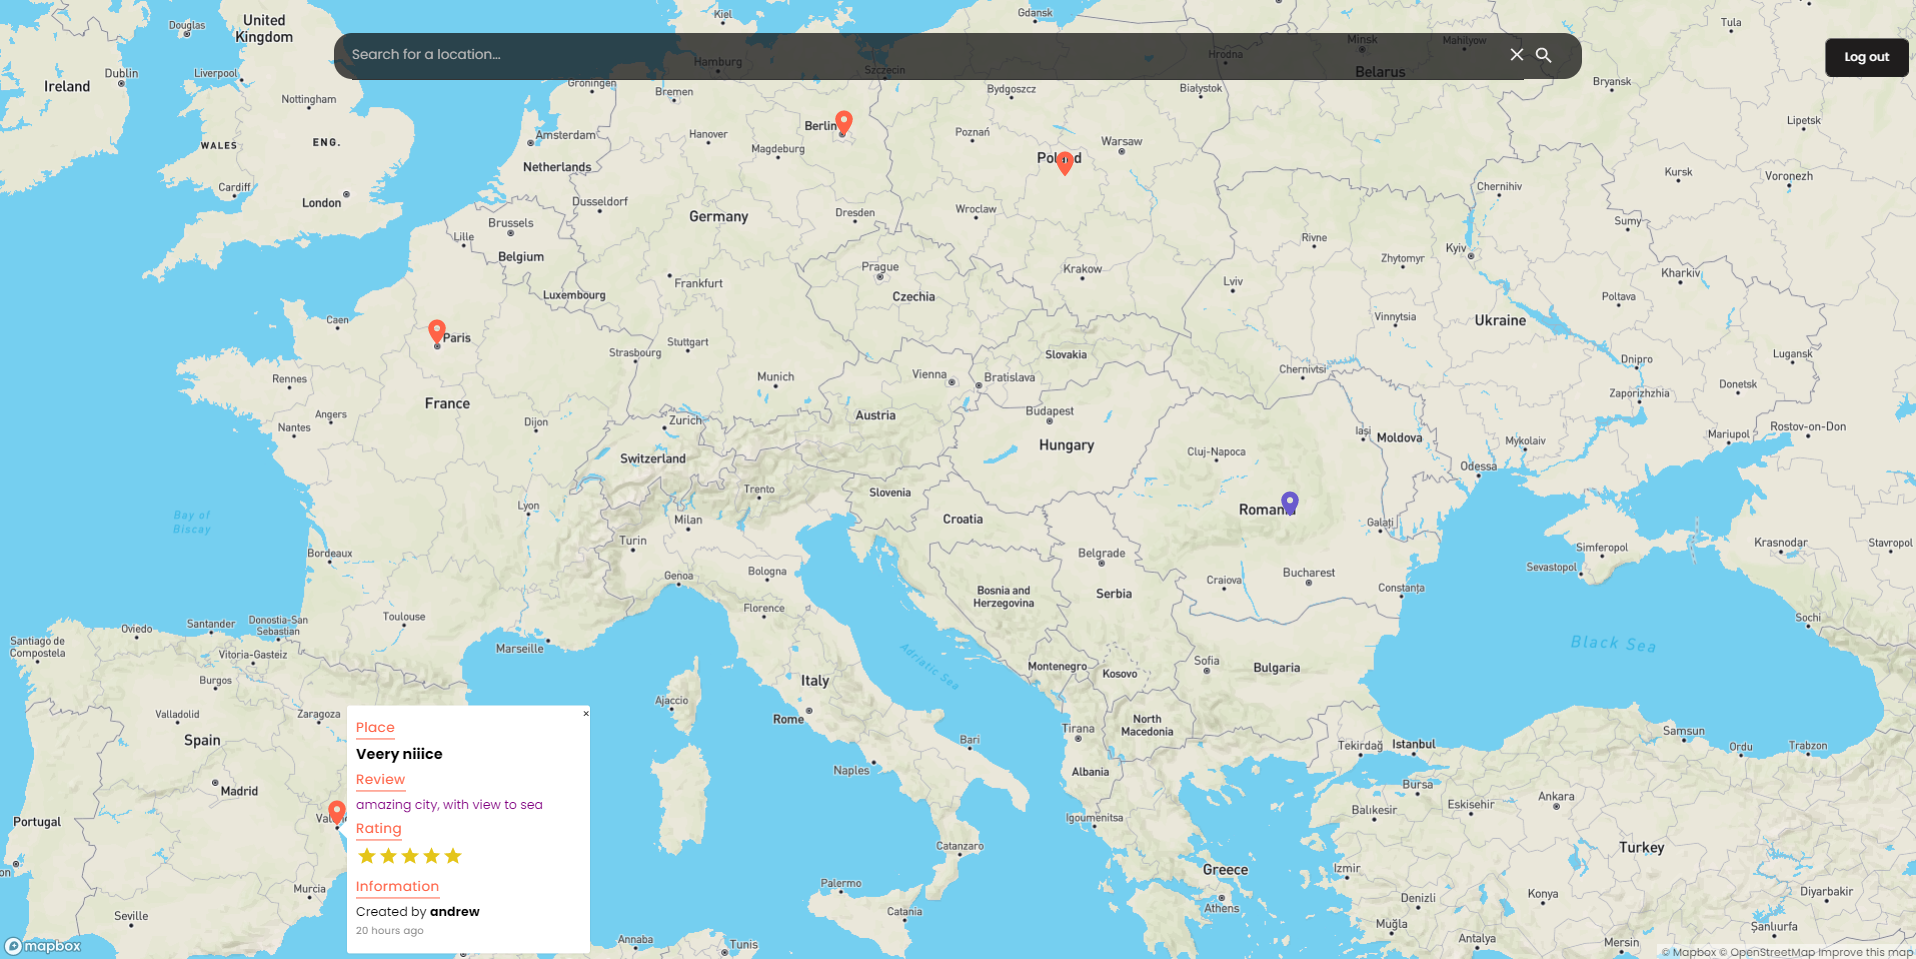 Search for a location...
Log out
United
Kingdom
Douglas
Kiel
Gdansk
Tula
Ireland
Dublin
Liverpool
Hamburg
Szczecin
Hrodna
Minsk
Mahilyow
Belarus
Bryansk
Nottingham
Groningen
Bremen
Bydgoszcz
Białystok
Lipetsk
WALES
ENG.
Amsterdam
Hanover
Berlin
Poznań
Warsaw
Magdeburg
Netherlands
Poland
Kursk
Voronezh
Chernihiv
Cardiff
London
Dusseldorf
Germany
Dresden
Wroclaw
Sumy
Brussels
Lille
Belgium
Rivne
Kyiv
Zhytomyr
Kharkiv
Prague
Krakow
Lviv
Frankfurt
Czechia
Luxembourg
Poltava
Caen
Vinnytsia
Ukraine
Paris
Stuttgart
Strasbourg
Slovakia
Dnipro
Lugansk
Rennes
Munich
Vienna
Bratislava
Chernivtsi
Donetsk
Zaporizhzhia
France
Angers
Nantes
Dijon
Zurich
Austria
Budapest
Hungary
Iași
Moldova
Mykolaiv
Mariupol
Rostov-on-Don
Switzerland
Cluj-Napoca
Odessa
Trento
Slovenia
Lyon
Bay of
Biscay
Milan
Croatia
Romania
Galați
Turin
Bordeaux
Belgrade
Simferopol
Krasnodar
Stavropol
Sevastopol
Genoa
Bologna
Craiova
Bucharest
Constanța
Bosnia and
Herzegovina
Serbia
Florence
Toulouse
Santander
Donostia-San
Sebastian
Oviedo
Sochi
Santiago de
Compostela
Vitoria-Gasteiz
Marseille
Adriatic Sea
Black Sea
Montenegro
Kosovo
Sofia
Bulgaria
Burgos
Italy
Ajaccio
Valladolid
Zaragoza
Rome
Tirana
North
Macedonia
Bari
Tekirdağ
Istanbul
Samsun
Ordu
Trabzon
Spain
Naples
Albania
Bursa
Madrid
Balıkesir
Eskisehir
Ankara
Portugal
Igoumenitsa
Catanzaro
Turkey
Greece
Izmir
Palermo
Murcia
Denizli
Konya
Diyarbakir
Seville
Catania
Athens
Muğla
Şanlıurfa
Annaba
Tunis
Antalya
Mersin
×
Place
Veery niiice
Review
amazing city, with view to sea
Rating
Information
Created by andrew
20 hours ago
mapbox
© Mapbox © OpenStreetMap Improve this map